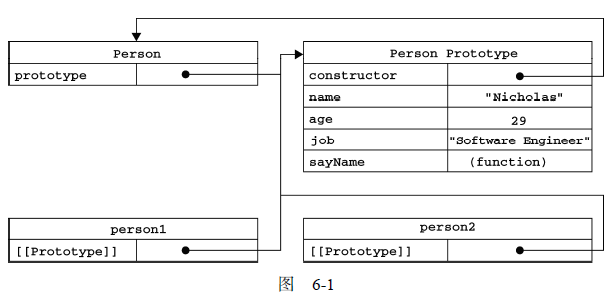 Person
prototype
Person Prototype
constructor
name "Nicholas"
age 29
job "Software Engineer"
sayName (function)
person1
[[Prototype]]
person2
[[Prototype]]
图 6-1